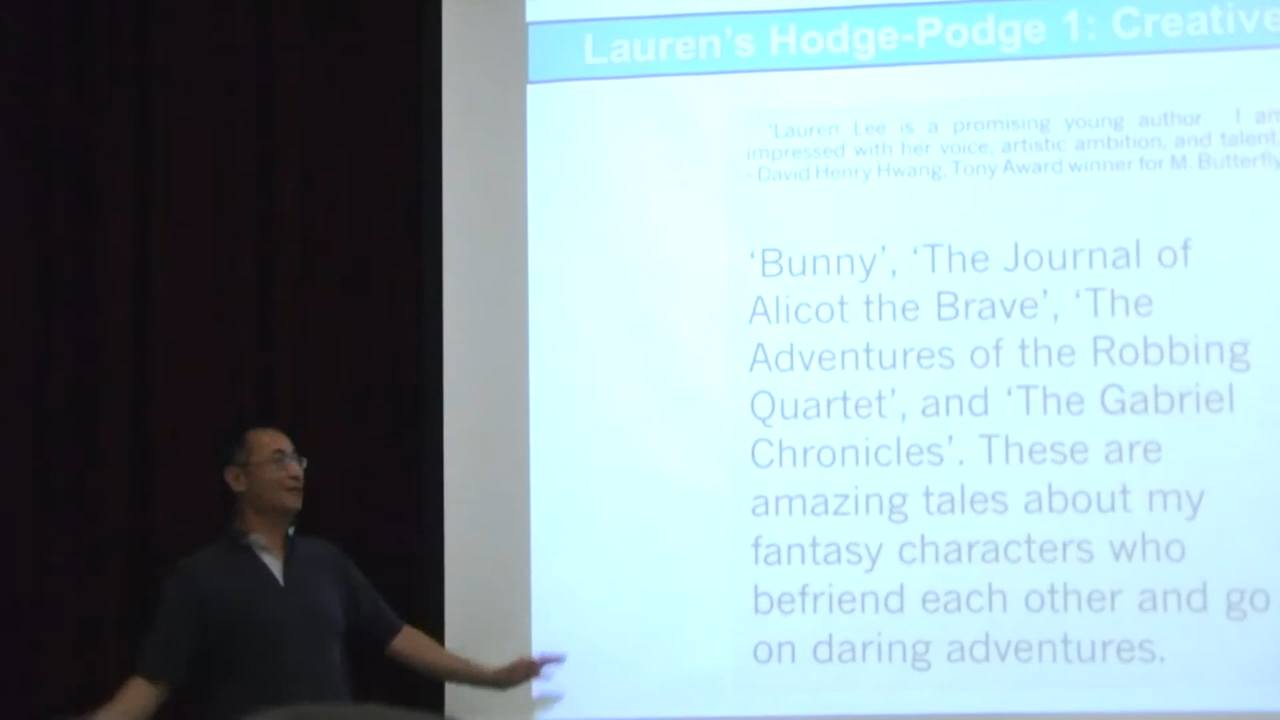 Lauren's Hodge-Podge 1: Creative
'Lauren Lee is a promising young author. I am
impressed with her voice, artistic ambition, and talent.
- David Henry Hwang, Tony Award winner for M. Butterfly
'Bunny', 'The Journal of
Alicot the Brave', 'The
Adventures of the Robbing
Quartet', and 'The Gabriel
Chronicles'. These are
amazing tales about my
fantasy characters who
befriend each other and go
on daring adventures.